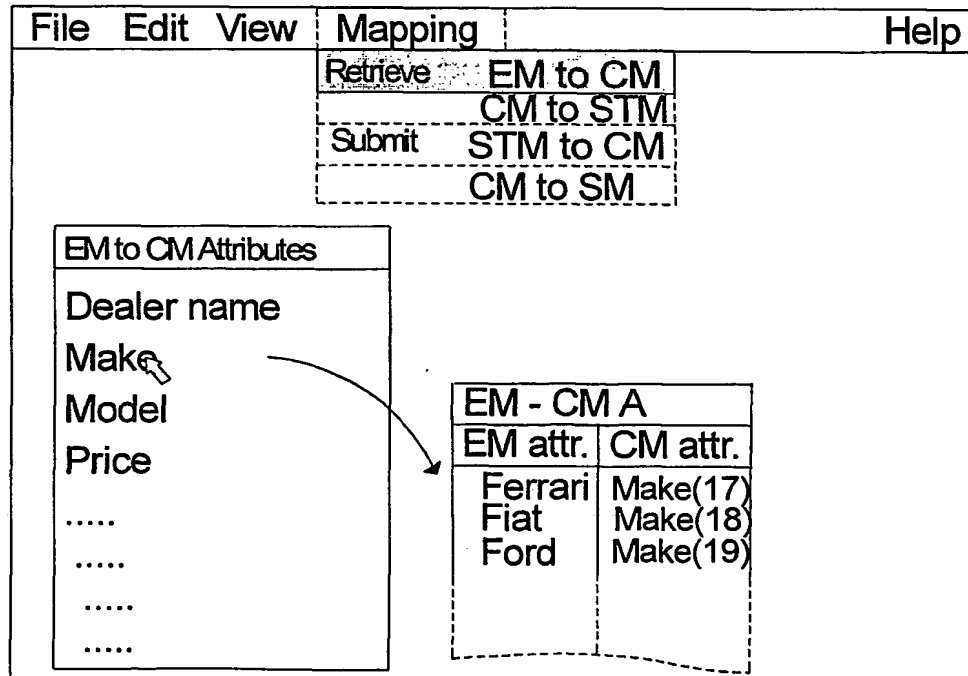 File Edit View Mapping Help
Retrieve EM to CM
CM to STM
Submit STM to CM
CM to SM
EM to CM Attributes
Dealer name
Make
Model
Price
.....
.....
.....
.....
EM - CM A
EM attr. CM attr.
Ferrari Make(17)
Fiat Make(18)
Ford Make(19)